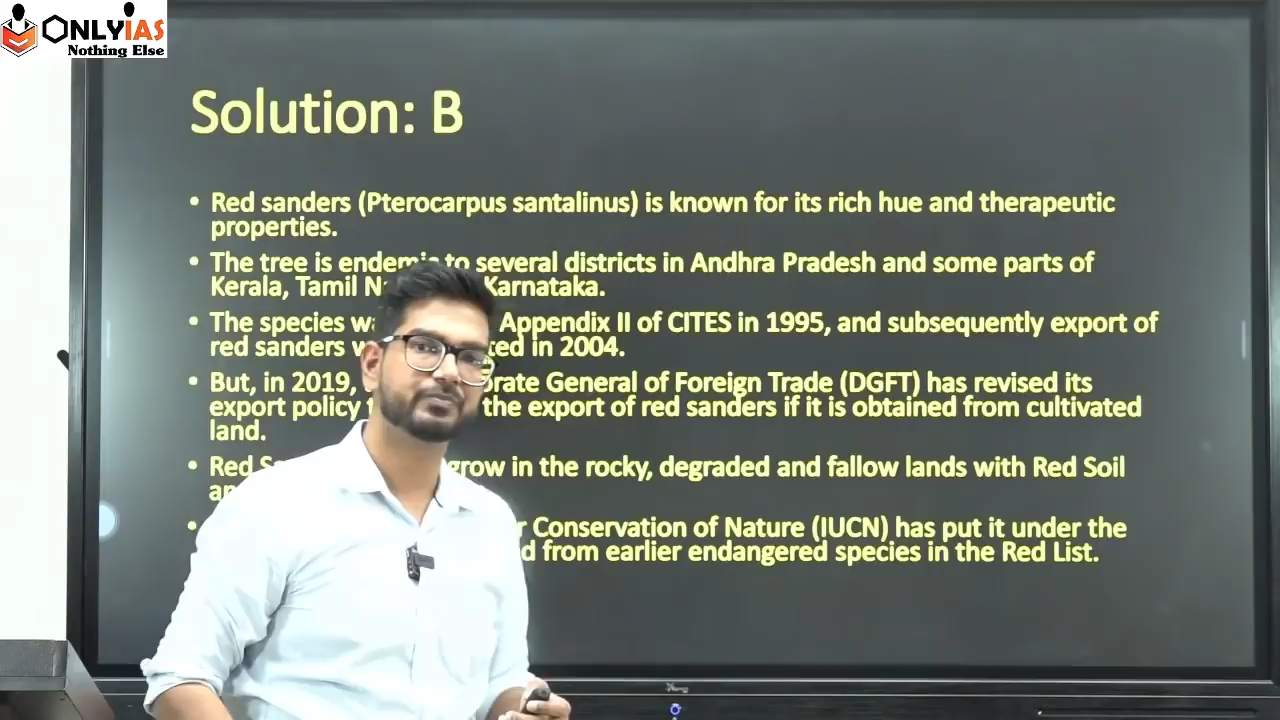 ONLYIAS
Nothing Else
Solution: B
• Red sanders (Pterocarpus santalinus) is known for its rich hue and therapeutic
properties.
• The tree is endemic to several districts in Andhra Pradesh and some parts of
Kerala, Tamil Karnataka.
• The species Appendix II of CITES in 1995, and subsequently export of
red sanders in 2004.
• But, in 2019, General of Foreign Trade (DGFT) has revised its
export policy the export of red sanders if it is obtained from cultivated
land.
• Red grow in the rocky, degraded and fallow lands with Red Soil
• Conservation of Nature (IUCN) has put it under the
from earlier endangered species in the Red List.